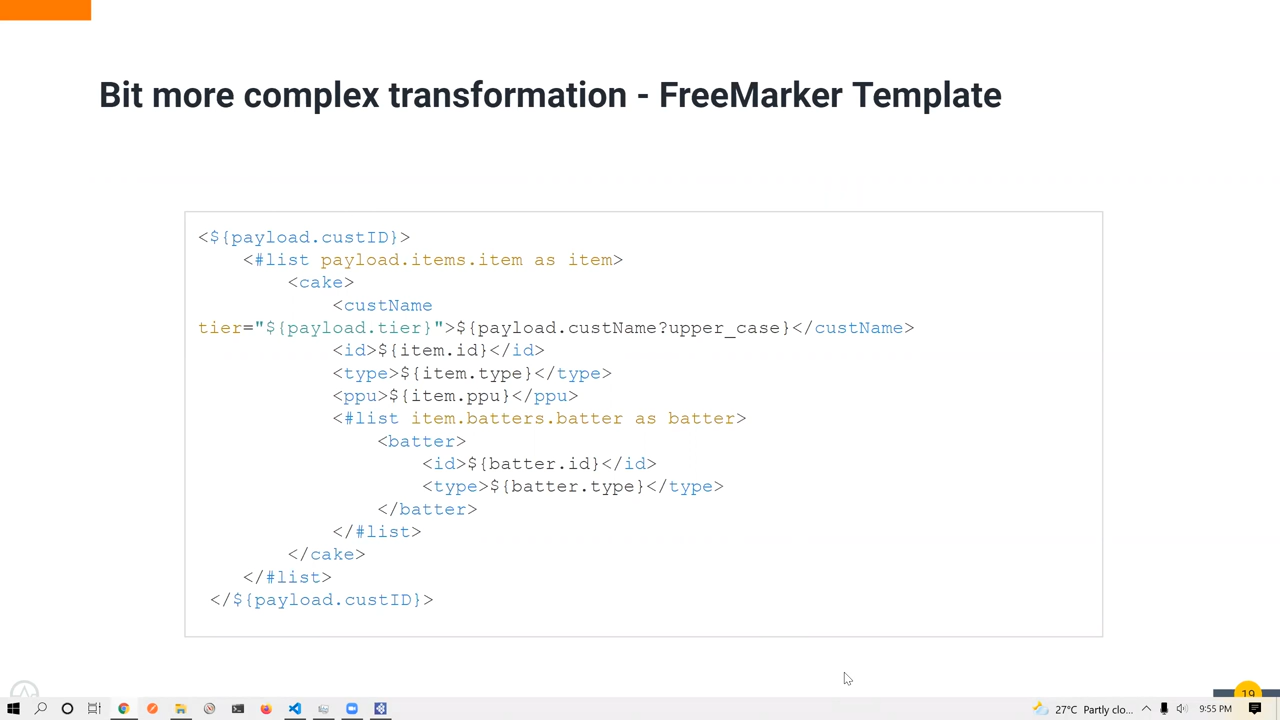 Bit more complex transformation - FreeMarker Template
<${payload.custID}>
<#list payload.items.item as item>
<cake>
<custName
tier="${payload.tier}">${payload.custName?upper_case}</custName>
<id>${item.id}</id>
<type>${item.type}</type>
<ppu>${item.ppu}</ppu>
<#list item.batters.batter as batter>
<batter>
<id>${batter.id}</id>
<type>${batter.type}</type>
</batter>
</#list>
</cake>
</#list>
</${payload.custID}>
19
27°C Partly clo... 9:55 PM